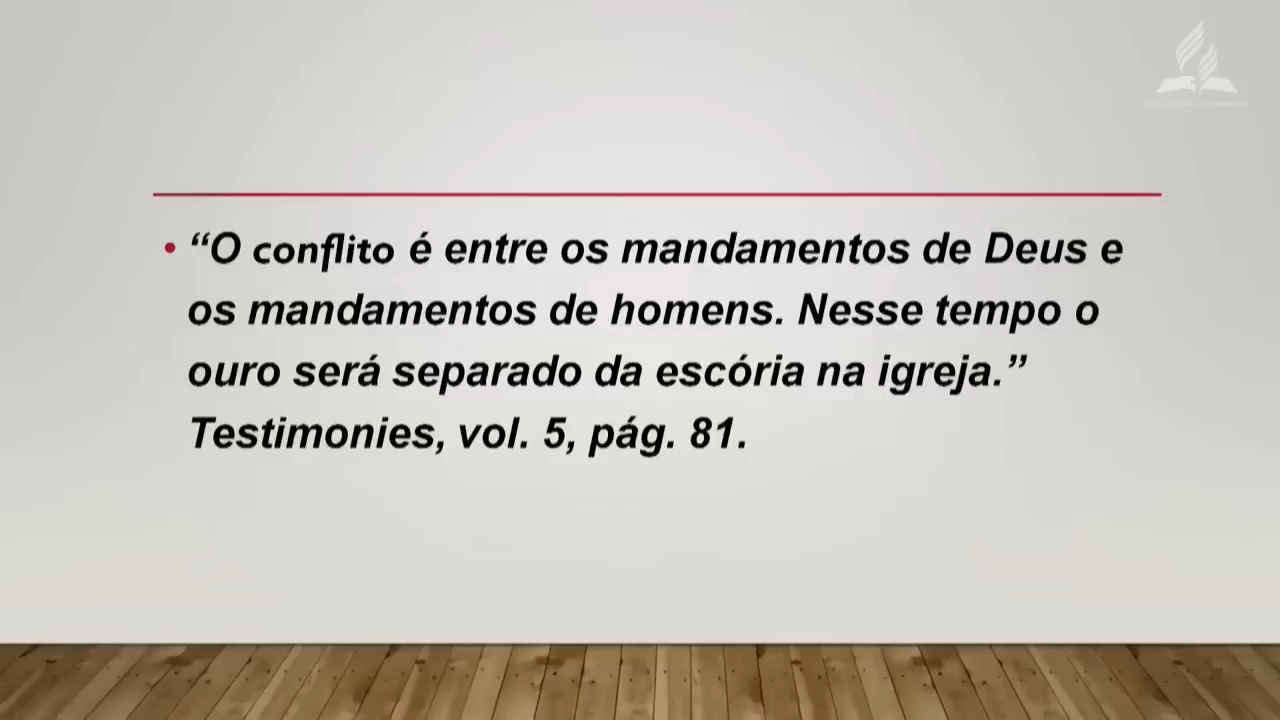 • “O conflito é entre os mandamentos de Deus e
os mandamentos de homens. Nesse tempo o
ouro será separado da escória na igreja.”
Testimonies, vol. 5, pág. 81.